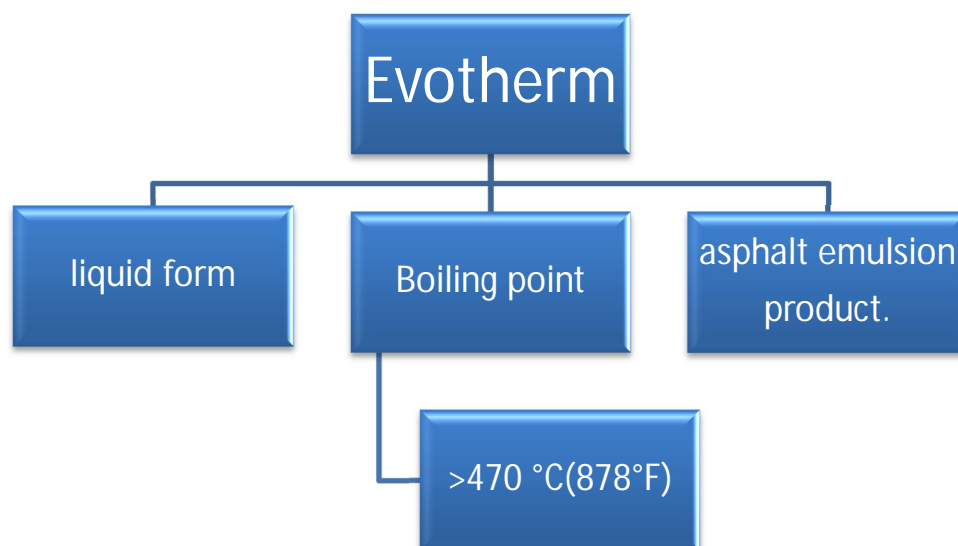 Evotherm
liquid form
Boiling point
asphalt emulsion
product.
>470 °C(878°F)